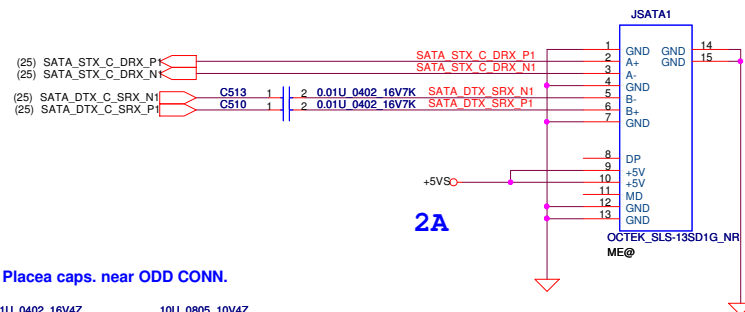 JSATA1
1 GND GND 14
(25) SATA_STX_C_DRX_P1 SATA_STX_C_DRX_P1 2 A+ GND 15
(25) SATA_STX_C_DRX_N1 SATA_STX_C_DRX_N1 3 A-
4 GND
(25) SATA_DTX_C_SRX_N1 C513 1 2 0.01U_0402_16V7K SATA_DTX_SRX_N1 5 B-
(25) SATA_DTX_C_SRX_P1 C510 1 2 0.01U_0402_16V7K SATA_DTX_SRX_P1 6 B+
7 GND
8 DP
9 +5V
+5VS 10 +5V
11 MD
12 GND
2A 13 GND
OCTEK_SLS-13SD1G_NR
ME@
Placea caps. near ODD CONN.
1U_0402_16V4Z 10U_0805_10V4Z